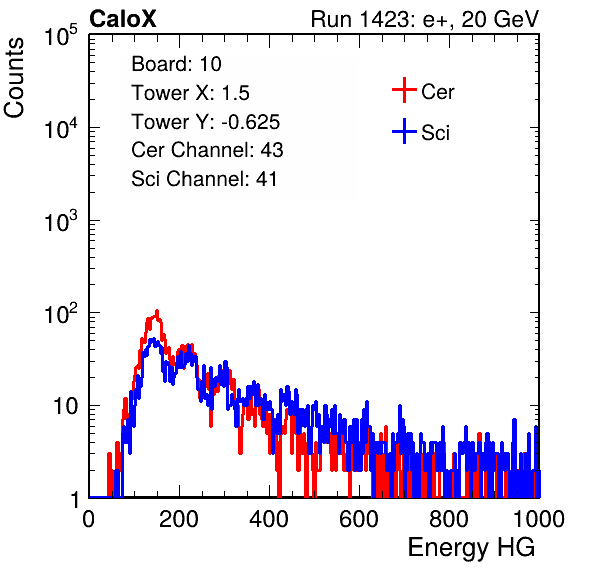 CaloX Run 1423: e+, 20 GeV
Counts
Board: 10
Tower X: 1.5
Tower Y: -0.625
Cer Channel: 43
Sci Channel: 41
Cer
Sci
10^5
10^4
10^3
10^2
10
1
0 200 400 600 800 1000
Energy HG